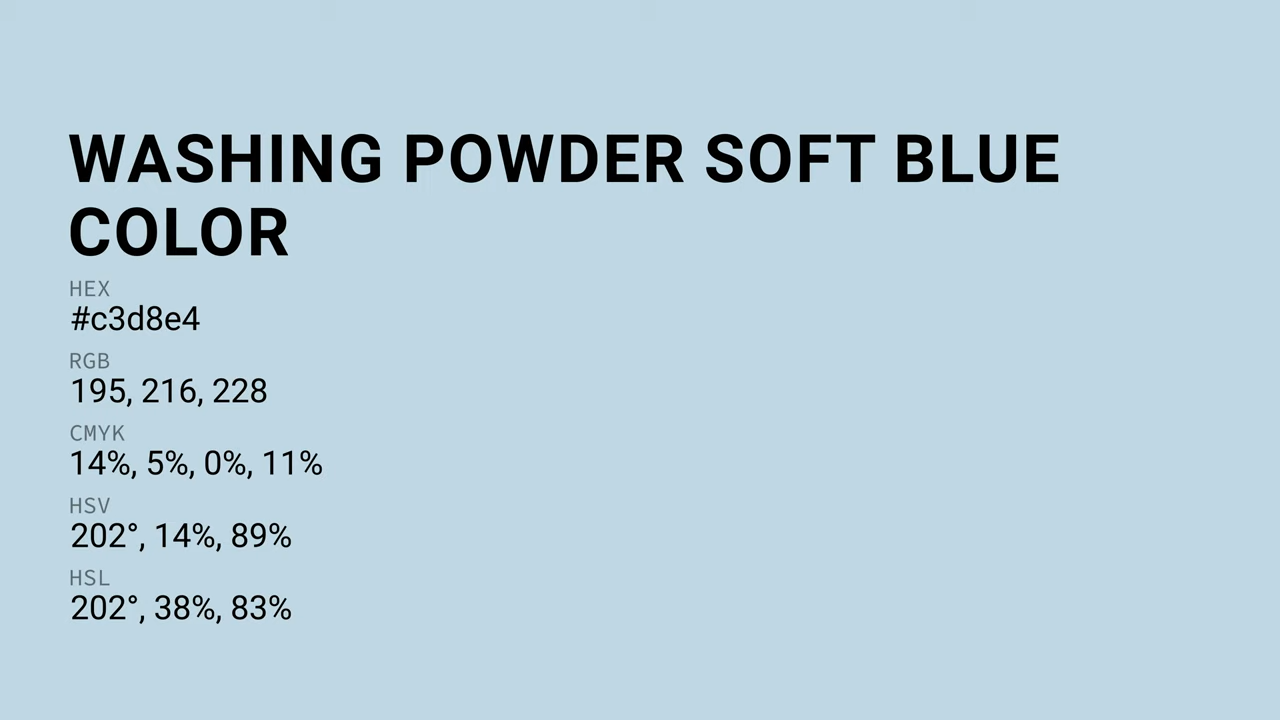 WASHING POWDER SOFT BLUE
COLOR
HEX
#c3d8e4
RGB
195, 216, 228
CMYK
14%, 5%, 0%, 11%
HSV
202°, 14%, 89%
HSL
202°, 38%, 83%